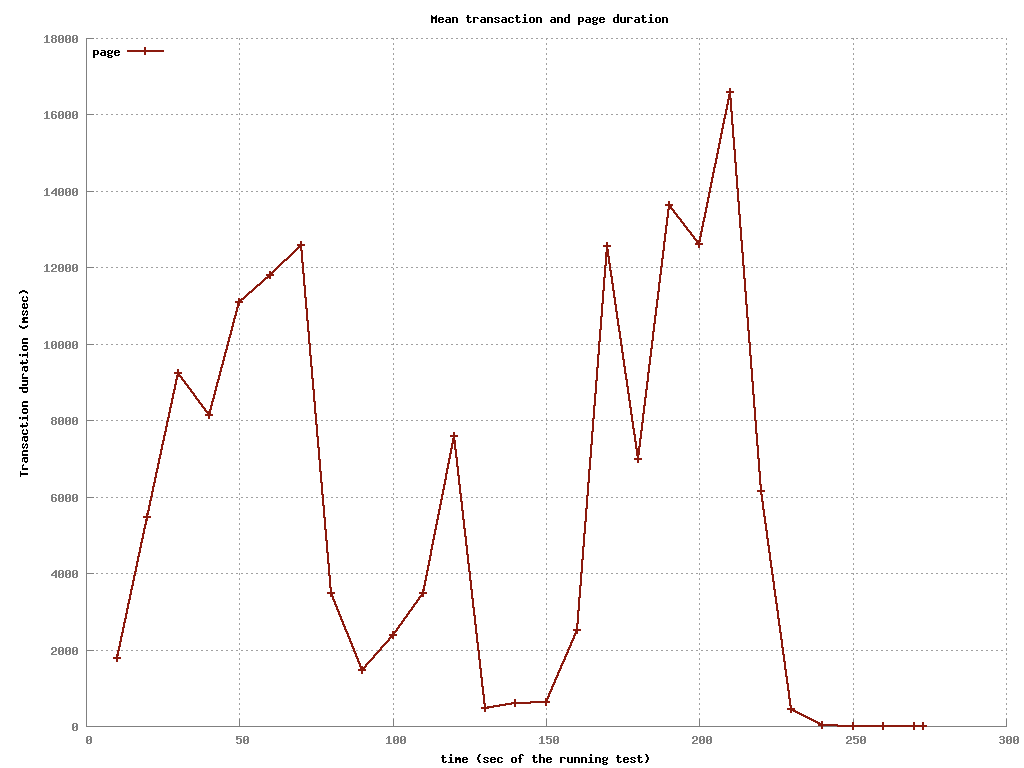 Mean transaction and page duration
18000
page
16000
14000
12000
10000
8000
6000
4000
2000
0
Transaction duration (msec)
0 50 100 150 200 250 300
time (sec of the running test)